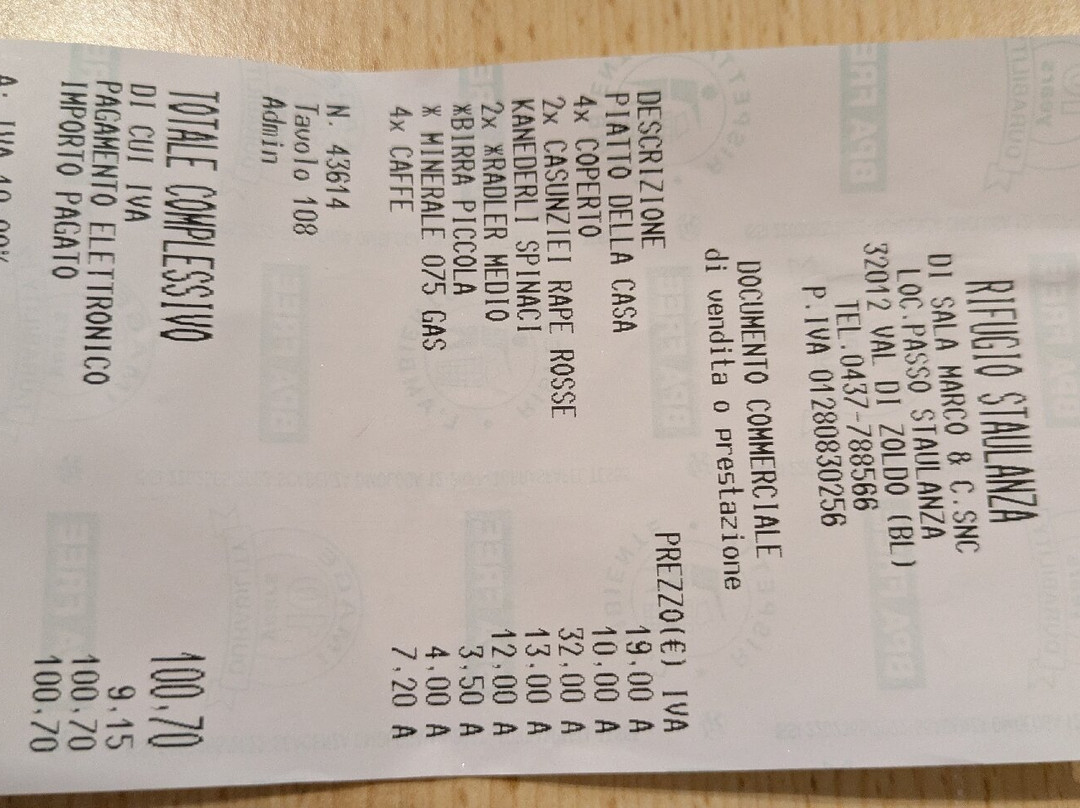 RIFUGIO STAULANZA
DI SALA MARCO & C.SNC
LOC.PASSO STAULANZA
32012 VAL DI ZOLDO (BL)
TEL.0437-788566
P.IVA 01280830256
DOCUMENTO COMMERCIALE
di vendita o prestazione
DESCRIZIONE PREZZO(€) IVA
PIATTO DELLA CASA 19,00 A
4x COPERTO 10,00 A
2x CASUNZIEI RAPE ROSSE 32,00 A
KANEDERLI SPINACI 13,00 A
2x *RADLER MEDIO 12,00 A
*BIRRA PICCOLA 3,50 A
* MINERALE 075 GAS 4,00 A
4x CAFFE 7,20 A
N. 43614
Tavolo 108
Admin
TOTALE COMPLESSIVO 100,70
DI CUI IVA 9,15
PAGAMENTO ELETTRONICO 100,70
IMPORTO PAGATO 100,70